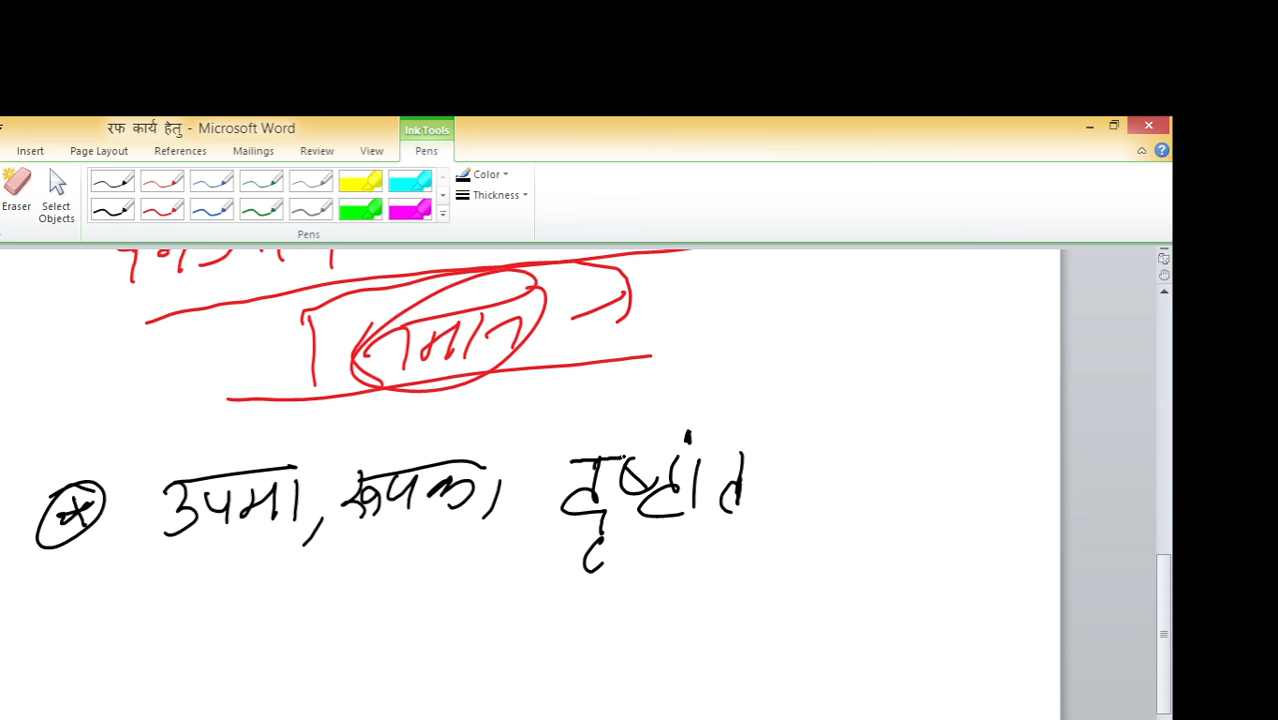 रफ कार्य हेतु - Microsoft Word
Ink Tools
Insert Page Layout References Mailings Review View Pens
Eraser
Select Objects
Color
Thickness
Pens
उपमा, रूपक, दृष्टांत